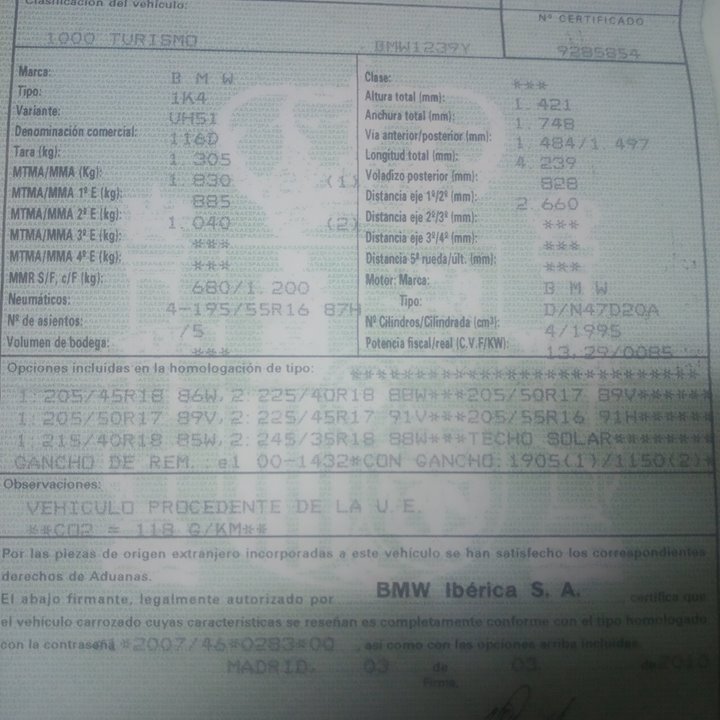 Clasificación del vehículo:
Nº CERTIFICADO
1000 TURISMO
BMW1239Y
9285854
Marca: B M W
Tipo: 1K4
Variante: UH51
Denominación comercial: 116D
Tara (kg): 1.305
MTMA/MMA (Kg): 1.830 (1)
MTMA/MMA 1º E (kg): 885
MTMA/MMA 2º E (kg): 1.040 (2)
MTMA/MMA 3º E (kg): ***
MTMA/MMA 4º E (kg): ***
MMR S/F, c/F (kg): 680/1.200
Neumáticos: 4-195/55R16 87H
Nº de asientos: /5
Volumen de bodega: ***
Clase: ***
Altura total (mm): 1.421
Anchura total (mm): 1.748
Via anterior/posterior (mm): 1.484/1.497
Longitud total (mm): 4.239
Voladizo posterior (mm): 828
Distancia eje 1º/2º (mm): 2.660
Distancia eje 2º/3º (mm): ***
Distancia eje 3º/4º (mm): ***
Distancia 5ª rueda/últ. (mm): ***
Motor: Marca: B M W
Tipo: D/N47D20A
Nº Cilindros/Cilindrada (cm³): 4/1995
Potencia fiscal/real (C.V.F/KW): 13.29/0085
Opciones incluidas en la homologación de tipo: ******************************
1:205/45R18 86W,2:225/40R18 88W***205/50R17 89V******
1:205/50R17 89V,2:225/45R17 91V***205/55R16 91H******
1:215/40R18 85W,2:245/35R18 88W***TECHO SOLAR********
GANCHO DE REM.:e1 00-1432*CON GANCHO:1905(1)/1150(2)*
Observaciones:
VEHICULO PROCEDENTE DE LA U.E.
**CO2 = 118 G/KM**
Por las piezas de origen extranjero incorporadas a este vehículo se han satisfecho los correspondientes
derechos de Aduanas.
El abajo firmante, legalmente autorizado por BMW Ibérica S. A. certifica que
el vehículo carrozado cuyas características se reseñan es completamente conforme con el tipo homologado
con la contraseña *2007/46*0283*00 , así como con las opciones arriba incluidas.
MADRID. 03 de 03 de 2010
Firma,